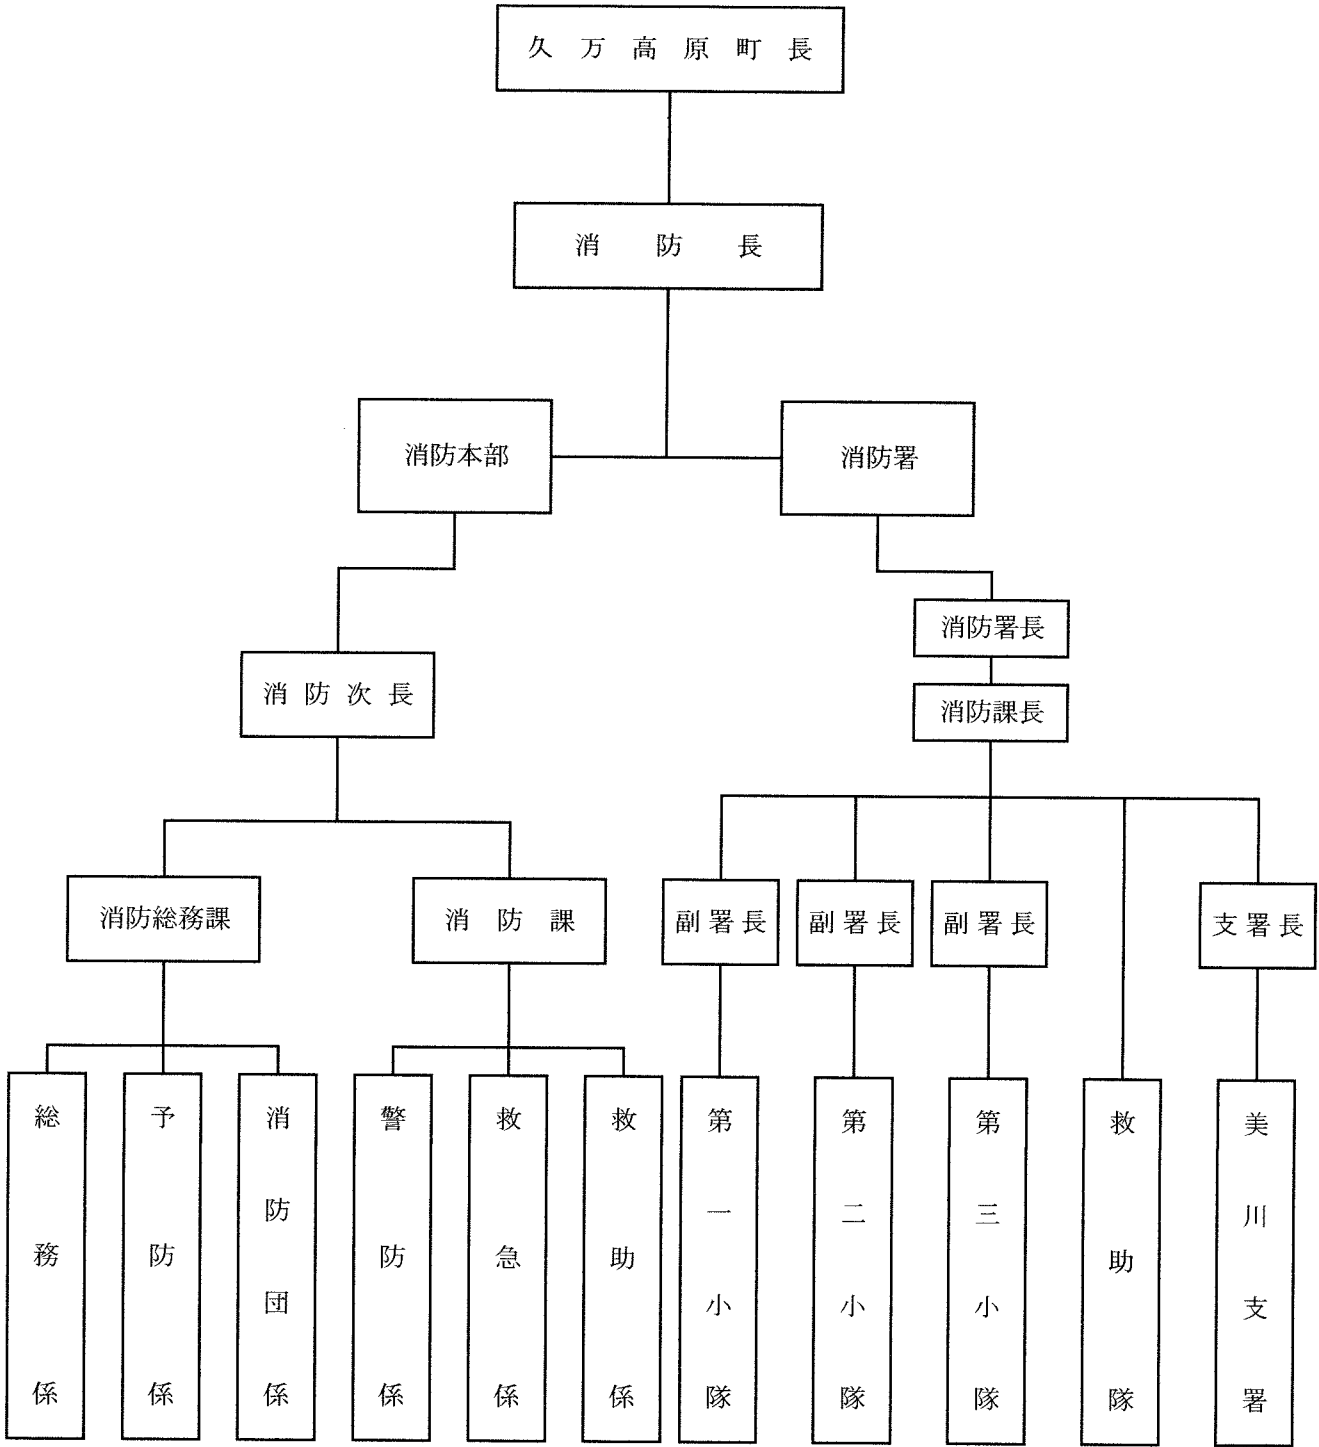 久万高原町長
消防長
消防本部
消防署
消防署長
消防次長
消防課長
消防総務課
消防課
副署長
副署長
副署長
支署長
総務係
予防係
消防団係
警防係
救急係
救助係
第一小隊
第二小隊
第三小隊
救助隊
美川支署